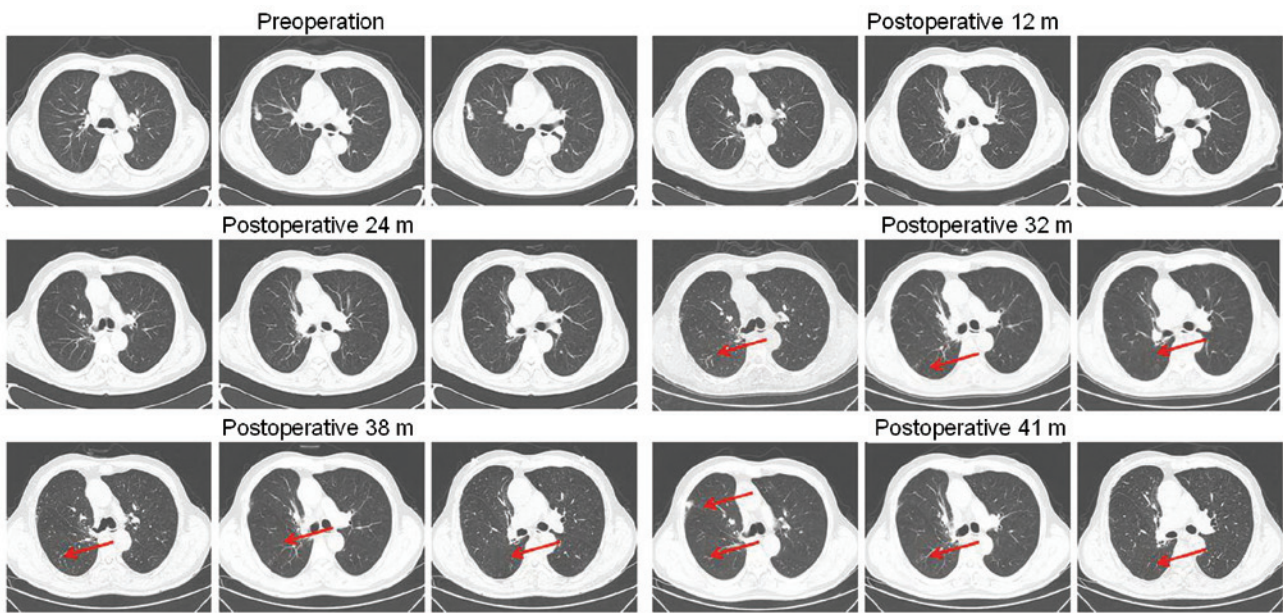 Preoperation
Postoperative 12 m
Postoperative 24 m
Postoperative 32 m
Postoperative 38 m
Postoperative 41 m